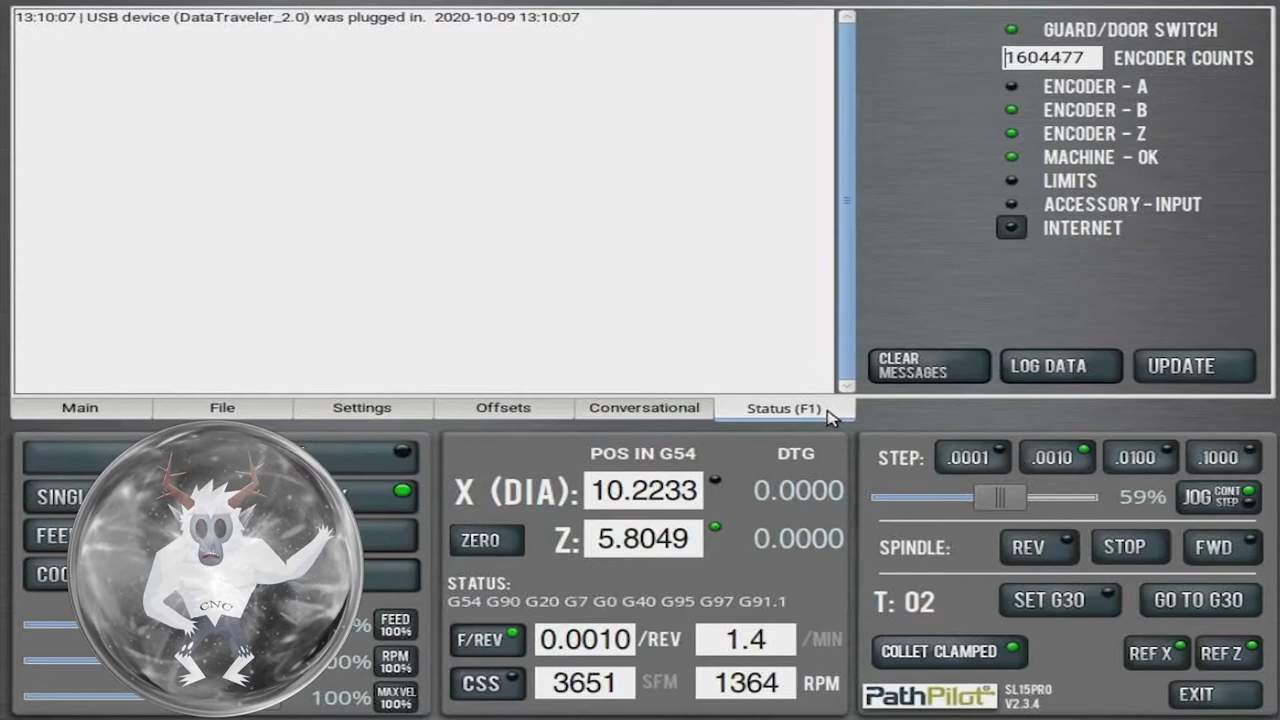 13:10:07 | USB device (DataTraveler_2.0) was plugged in.  2020-10-09 13:10:07
GUARD/DOOR SWITCH
1604477 ENCODER COUNTS
ENCODER - A
ENCODER - B
ENCODER - Z
MACHINE - OK
LIMITS
ACCESSORY-INPUT
INTERNET
CLEAR MESSAGES
LOG DATA
UPDATE
Main
File
Settings
Offsets
Conversational
Status (F1)
CNC
FEED 100%
RPM 100%
100% MAX VEL 100%
POS IN G54 DTG
X (DIA): 10.2233 0.0000
ZERO Z: 5.8049 0.0000
STATUS:
G54 G90 G20 G7 G0 G40 G95 G97 G91.1
F/REV 0.0010 /REV 1.4 /MIN
CSS 3651 SFM 1364 RPM
STEP: .0001 .0010 .0100 .1000
59% JOG CONT STEP
SPINDLE: REV STOP FWD
T: 02 SET G30 GO TO G30
COLLET CLAMPED REF X REF Z
PathPilot SL15PRO V2.3.4 EXIT